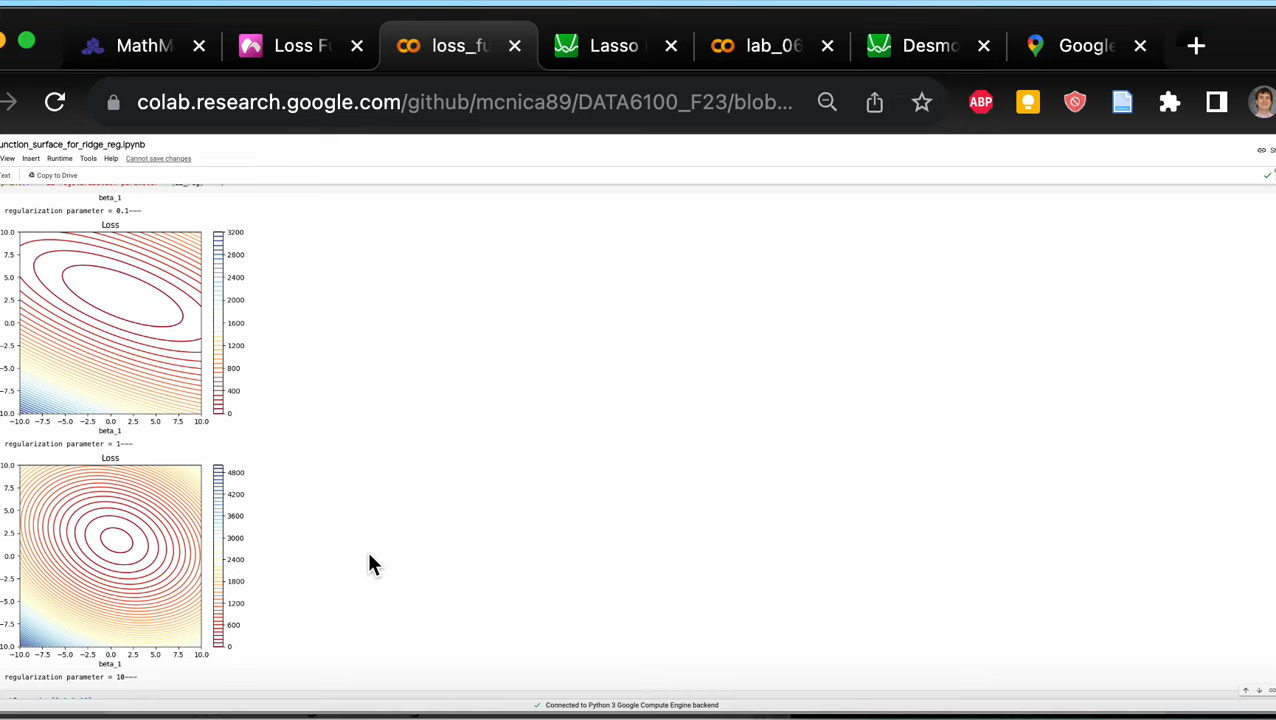 MathM
Loss Fu
loss_fu
Lasso
lab_06
Desmo
Google
colab.research.google.com/github/mcnica89/DATA6100_F23/blob...
ABP
unction_surface_for_ridge_reg.ipynb
View Insert Runtime Tools Help Cannot save changes
Text Copy to Drive
beta_1
regularization parameter = 0.1---
Loss
10.0
7.5
5.0
2.5
0.0
−2.5
−5.0
−7.5
10.0
3200
2800
2400
2000
1600
1200
800
400
0
−10.0 −7.5 −5.0 −2.5 0.0 2.5 5.0 7.5 10.0
beta_1
regularization parameter = 1---
Loss
10.0
7.5
5.0
2.5
0.0
−2.5
−5.0
−7.5
10.0
4800
4200
3600
3000
2400
1800
1200
600
0
−10.0 −7.5 −5.0 −2.5 0.0 2.5 5.0 7.5 10.0
beta_1
regularization parameter = 10---
Connected to Python 3 Google Compute Engine backend